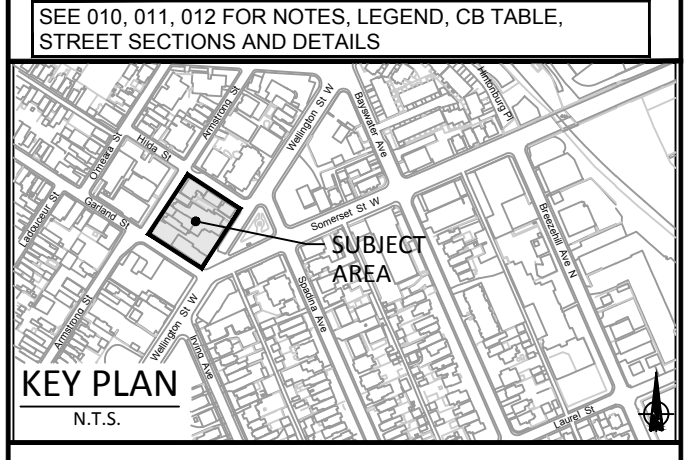 SEE 010, 011, 012 FOR NOTES, LEGEND, CB TABLE,
STREET SECTIONS AND DETAILS
Hintonburg Pl
Bayswater Ave
Armstrong St
Wellington St W
Hilda St
Omeara St
Ladouceur St
Garland St
Somerset St W
Breezehill Ave N
SUBJECT
AREA
Spadina Ave
Armstrong St
Wellington St W
Irving Ave
Laurel St
KEY PLAN
N.T.S.